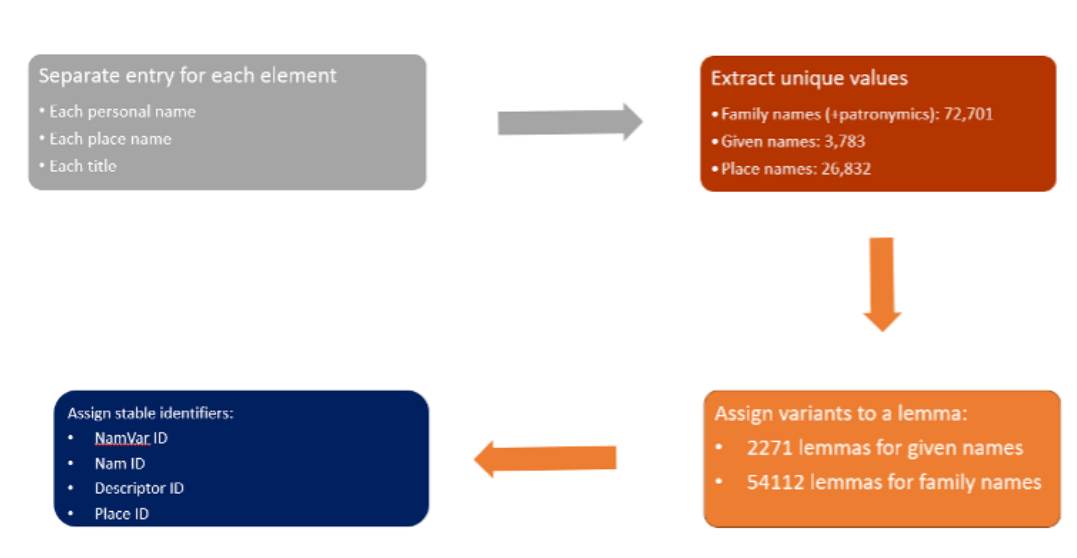 Separate entry for each element
• Each personal name
• Each place name
• Each title
Extract unique values
• Family names (+patronymics): 72,701
• Given names: 3,783
• Place names: 26,832
Assign variants to a lemma:
• 2271 lemmas for given names
• 54112 lemmas for family names
Assign stable identifiers:
• NamVar ID
• Nam ID
• Descriptor ID
• Place ID